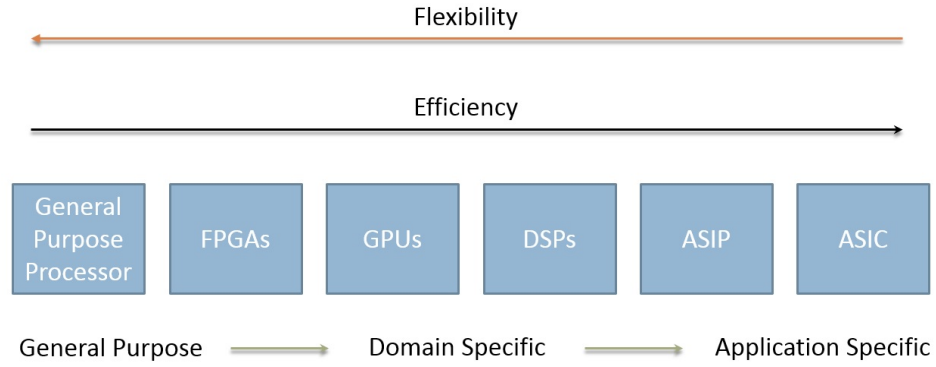 Flexibility
Efficiency
General
Purpose
Processor
FPGAs
GPUs
DSPs
ASIP
ASIC
General Purpose
Domain Specific
Application Specific